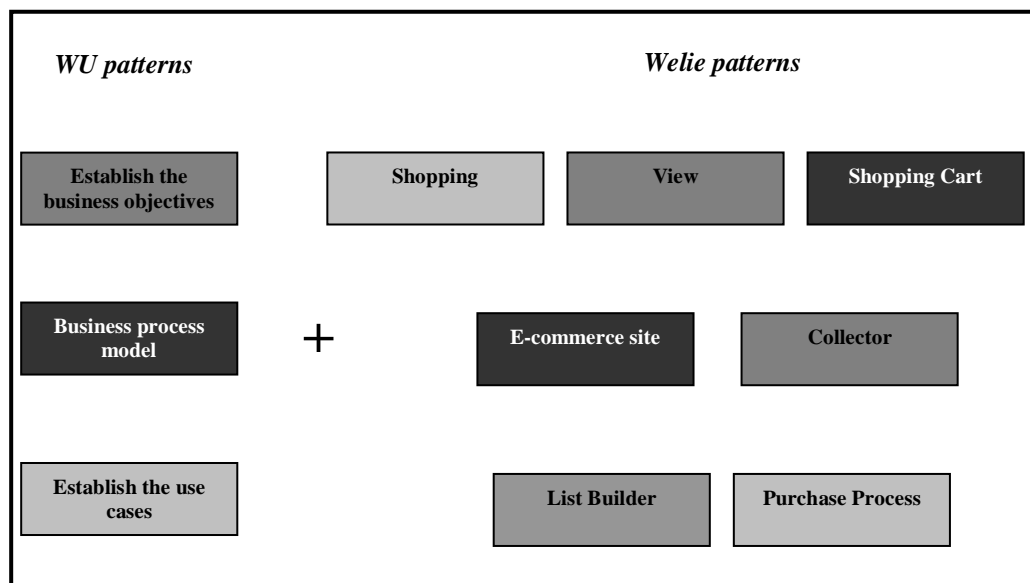 WU patterns
Welie patterns
Establish the
business objectives
Shopping
View
Shopping Cart
Business process
model
+
E-commerce site
Collector
Establish the use
cases
List Builder
Purchase Process